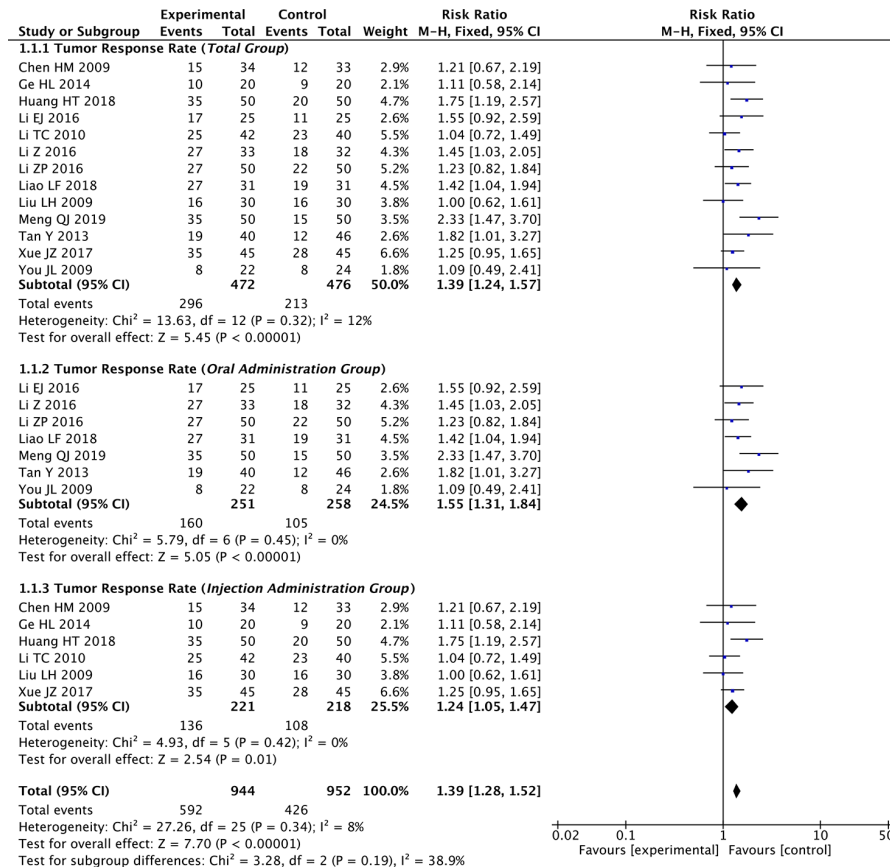 Experimental Control Risk Ratio Risk Ratio
Study or Subgroup Events Total Events Total Weight M-H, Fixed, 95% CI M-H, Fixed, 95% CI
1.1.1 Tumor Response Rate (Total Group)
Chen HM 2009 15 34 12 33 2.9% 1.21 [0.67, 2.19]
Ge HL 2014 10 20 9 20 2.1% 1.11 [0.58, 2.14]
Huang HT 2018 35 50 20 50 4.7% 1.75 [1.19, 2.57]
Li EJ 2016 17 25 11 25 2.6% 1.55 [0.92, 2.59]
Li TC 2010 25 42 23 40 5.5% 1.04 [0.72, 1.49]
Li Z 2016 27 33 18 32 4.3% 1.45 [1.03, 2.05]
Li ZP 2016 27 50 22 50 5.2% 1.23 [0.82, 1.84]
Liao LF 2018 27 31 19 31 4.5% 1.42 [1.04, 1.94]
Liu LH 2009 16 30 16 30 3.8% 1.00 [0.62, 1.61]
Meng QJ 2019 35 50 15 50 3.5% 2.33 [1.47, 3.70]
Tan Y 2013 19 40 12 46 2.6% 1.82 [1.01, 3.27]
Xue JZ 2017 35 45 28 45 6.6% 1.25 [0.95, 1.65]
You JL 2009 8 22 8 24 1.8% 1.09 [0.49, 2.41]
Subtotal (95% CI) 472 476 50.0% 1.39 [1.24, 1.57]
Total events 296 213
Heterogeneity: Chi² = 13.63, df = 12 (P = 0.32); I² = 12%
Test for overall effect: Z = 5.45 (P < 0.00001)
1.1.2 Tumor Response Rate (Oral Administration Group)
Li EJ 2016 17 25 11 25 2.6% 1.55 [0.92, 2.59]
Li Z 2016 27 33 18 32 4.3% 1.45 [1.03, 2.05]
Li ZP 2016 27 50 22 50 5.2% 1.23 [0.82, 1.84]
Liao LF 2018 27 31 19 31 4.5% 1.42 [1.04, 1.94]
Meng QJ 2019 35 50 15 50 3.5% 2.33 [1.47, 3.70]
Tan Y 2013 19 40 12 46 2.6% 1.82 [1.01, 3.27]
You JL 2009 8 22 8 24 1.8% 1.09 [0.49, 2.41]
Subtotal (95% CI) 251 258 24.5% 1.55 [1.31, 1.84]
Total events 160 105
Heterogeneity: Chi² = 5.79, df = 6 (P = 0.45); I² = 0%
Test for overall effect: Z = 5.05 (P < 0.00001)
1.1.3 Tumor Response Rate (Injection Administration Group)
Chen HM 2009 15 34 12 33 2.9% 1.21 [0.67, 2.19]
Ge HL 2014 10 20 9 20 2.1% 1.11 [0.58, 2.14]
Huang HT 2018 35 50 20 50 4.7% 1.75 [1.19, 2.57]
Li TC 2010 25 42 23 40 5.5% 1.04 [0.72, 1.49]
Liu LH 2009 16 30 16 30 3.8% 1.00 [0.62, 1.61]
Xue JZ 2017 35 45 28 45 6.6% 1.25 [0.95, 1.65]
Subtotal (95% CI) 221 218 25.5% 1.24 [1.05, 1.47]
Total events 136 108
Heterogeneity: Chi² = 4.93, df = 5 (P = 0.42); I² = 0%
Test for overall effect: Z = 2.54 (P = 0.01)
Total (95% CI) 944 952 100.0% 1.39 [1.28, 1.52]
Total events 592 426
Heterogeneity: Chi² = 27.26, df = 25 (P = 0.34); I² = 8%
Test for overall effect: Z = 7.70 (P < 0.00001)
Test for subgroup differences: Chi² = 3.28, df = 2 (P = 0.19), I² = 38.9%
0.02 0.1 1 10 50
Favours [experimental] Favours [control]